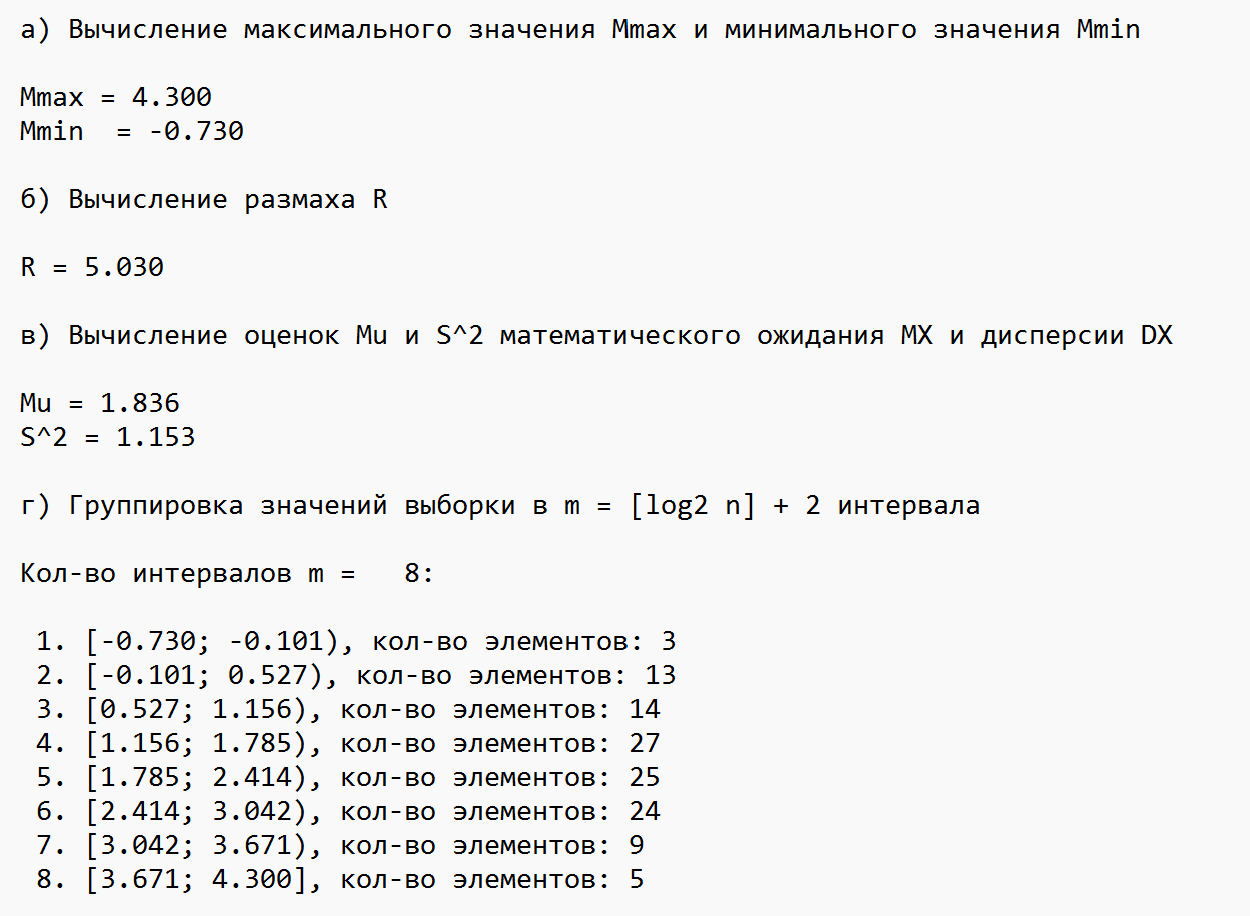 а) Вычисление максимального значения Mmax и минимального значения Mmin
Mmax = 4.300
Mmin  = -0.730
б) Вычисление размаха R
R = 5.030
в) Вычисление оценок Mu и S^2 математического ожидания MX и дисперсии DX
Mu = 1.836
S^2 = 1.153
г) Группировка значений выборки в m = [log2 n] + 2 интервала
Кол-во интервалов m =   8:
1. [-0.730; -0.101), кол-во элементов: 3
2. [-0.101; 0.527), кол-во элементов: 13
3. [0.527; 1.156), кол-во элементов: 14
4. [1.156; 1.785), кол-во элементов: 27
5. [1.785; 2.414), кол-во элементов: 25
6. [2.414; 3.042), кол-во элементов: 24
7. [3.042; 3.671), кол-во элементов: 9
8. [3.671; 4.300], кол-во элементов: 5